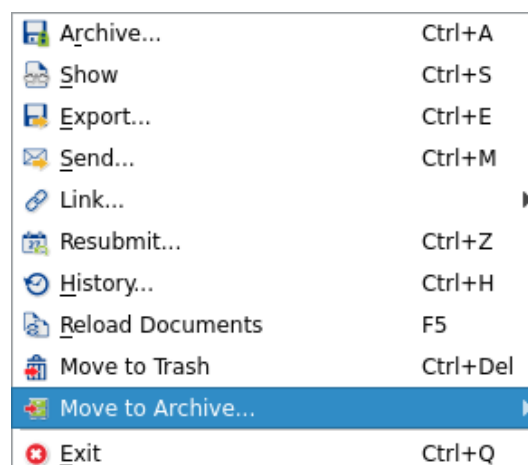 Archive... Ctrl+A
Show Ctrl+S
Export... Ctrl+E
Send... Ctrl+M
Link...
Resubmit... Ctrl+Z
History... Ctrl+H
Reload Documents F5
Move to Trash Ctrl+Del
Move to Archive...
Exit Ctrl+Q